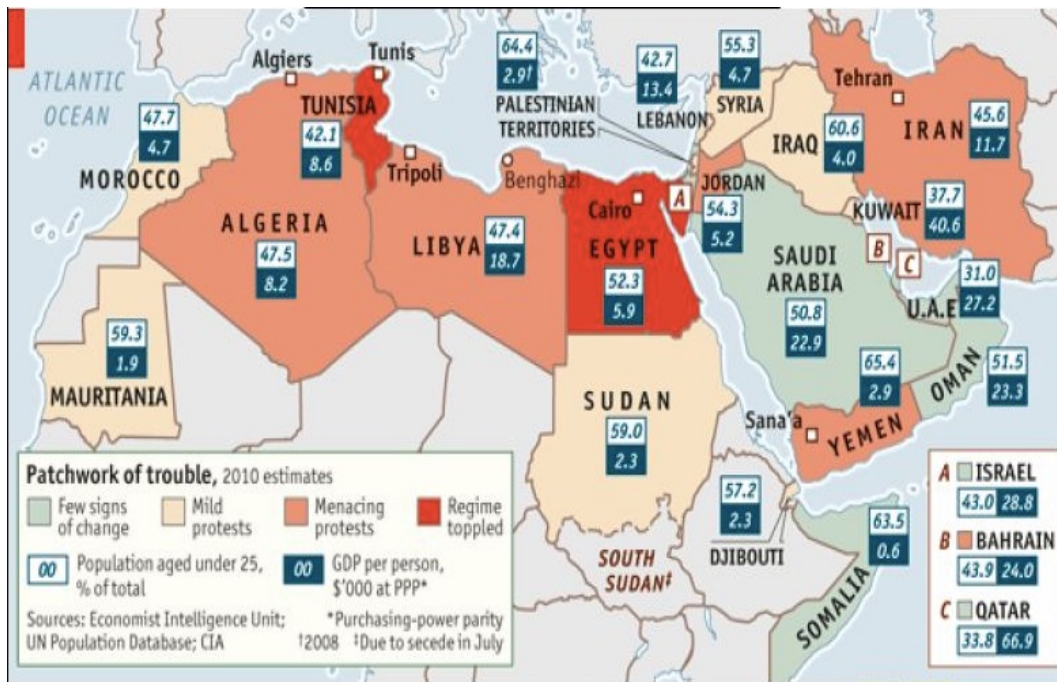 ATLANTIC
OCEAN
Algiers
Tunis
TUNISIA
42.1
8.6
47.7
4.7
MOROCCO
ALGERIA
47.5
8.2
Tripoli
Benghazi
LIBYA
47.4
18.7
59.3
1.9
MAURITANIA
64.4
2.9†
PALESTINIAN
TERRITORIES
42.7
13.4
LEBANON
55.3
4.7
SYRIA
Cairo
EGYPT
52.3
5.9
A
JORDAN
54.3
5.2
IRAQ
60.6
4.0
Tehran
IRAN
45.6
11.7
KUWAIT
37.7
40.6
B
C
SAUDI
ARABIA
50.8
22.9
31.0
27.2
U.A.E
OMAN
51.5
23.3
65.4
2.9
Sana'a
YEMEN
SUDAN
59.0
2.3
SOUTH
SUDAN‡
57.2
2.3
DJIBOUTI
63.5
0.6
SOMALIA
Patchwork of trouble, 2010 estimates
Few signs of change
Mild protests
Menacing protests
Regime toppled
00 Population aged under 25, % of total
00 GDP per person, $'000 at PPP*
Sources: Economist Intelligence Unit;
UN Population Database; CIA
*Purchasing-power parity
†2008 ‡Due to secede in July
A ISRAEL
43.0 28.8
B BAHRAIN
43.9 24.0
C QATAR
33.8 66.9